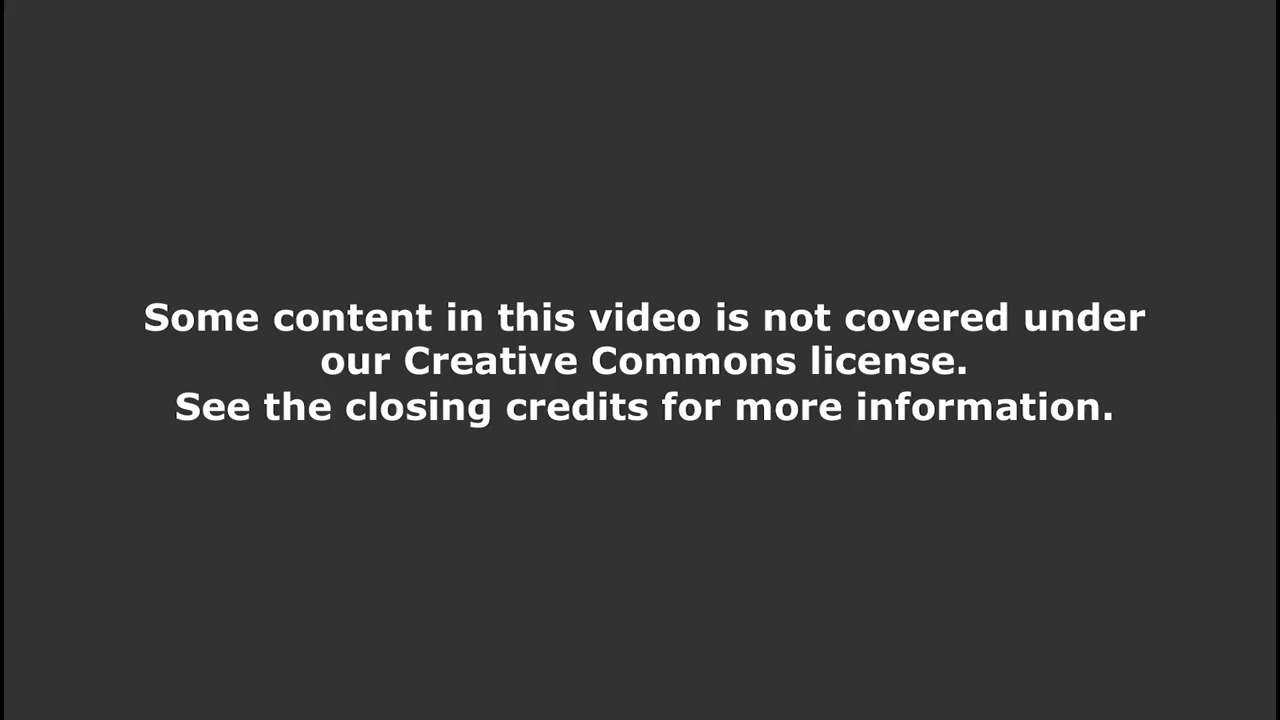 Some content in this video is not covered under
our Creative Commons license.
See the closing credits for more information.